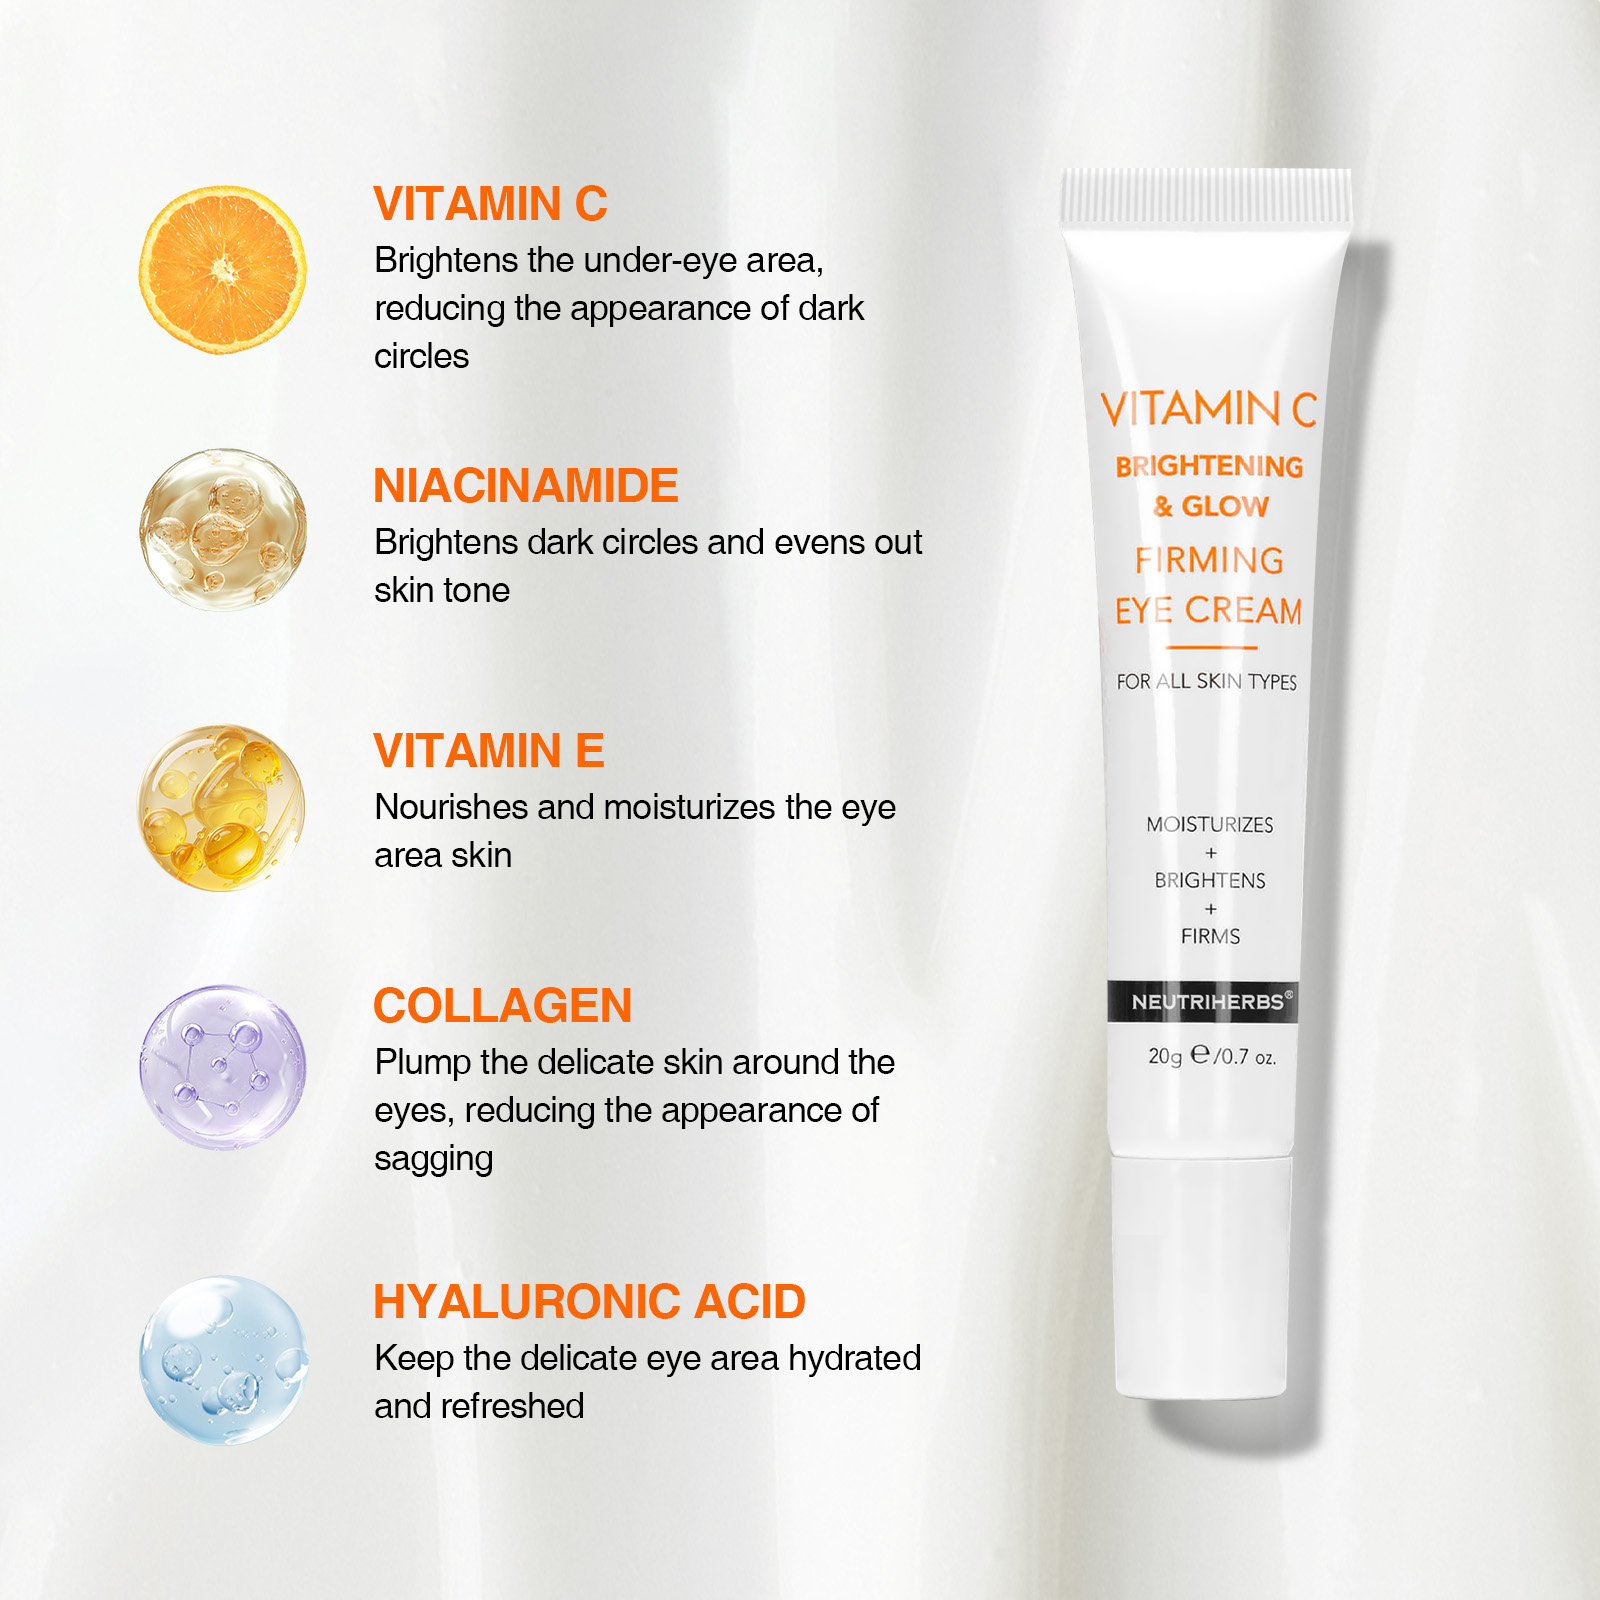 VITAMIN C
Brightens the under-eye area,
reducing the appearance of dark
circles
NIACINAMIDE
Brightens dark circles and evens out
skin tone
VITAMIN E
Nourishes and moisturizes the eye
area skin
COLLAGEN
Plump the delicate skin around the
eyes, reducing the appearance of
sagging
HYALURONIC ACID
Keep the delicate eye area hydrated
and refreshed
VITAMIN C
BRIGHTENING
& GLOW
FIRMING
EYE CREAM
FOR ALL SKIN TYPES
MOISTURIZES
+
BRIGHTENS
+
FIRMS
NEUTRIHERBS®
20g ℮/0.7 oz.